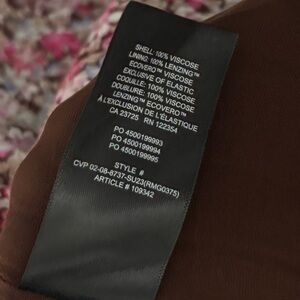 SHELL: 100% VISCOSE
LINING: 100% LENZING™
ECOVERO™ VISCOSE
EXCLUSIVE OF ELASTIC
COQUILLE: 100% VISCOSE
DOUBLURE: 100% VISCOSE
LENZING™ ECOVERO™
À L'EXCLUSION DE L'ÉLASTIQUE
CA 23725 RN 122354
PO 4500199993
PO 4500199994
PO 4500199995
STYLE #
CVP 02-08-8737-SU23(RMG0375)
ARTICLE # 109342